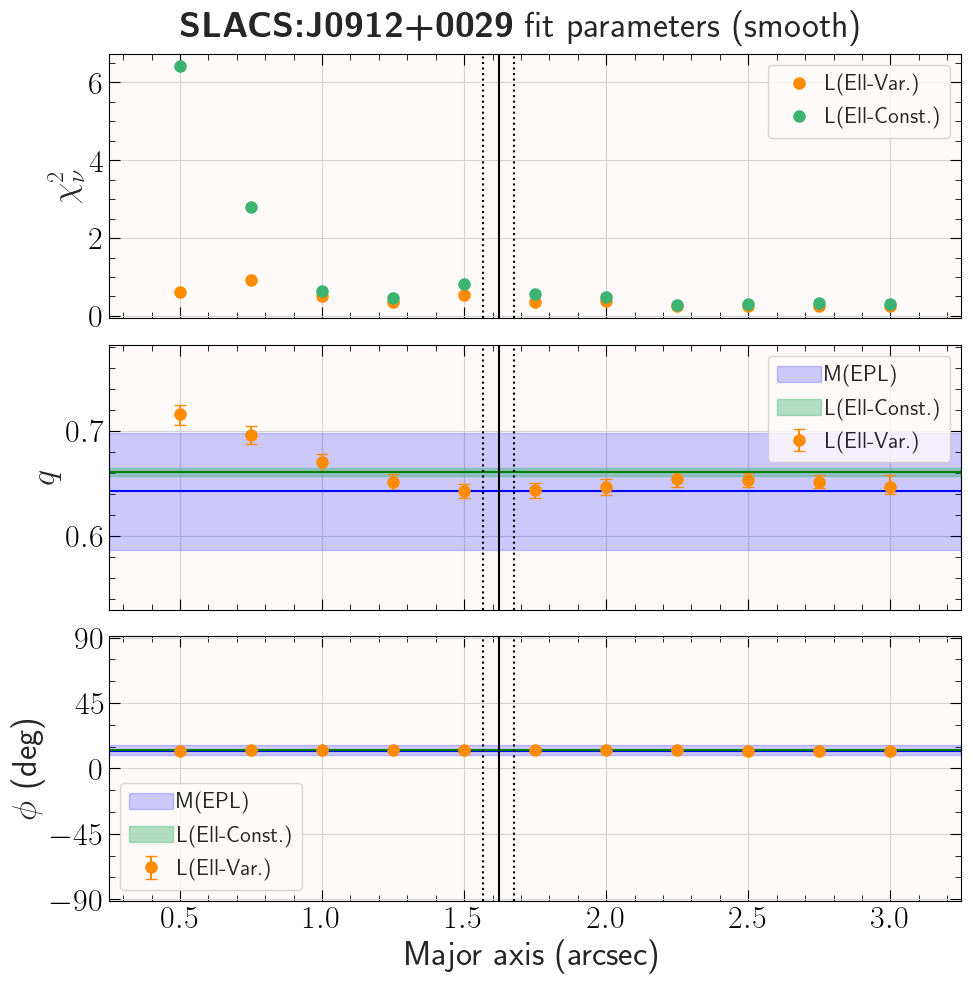 SLACS:J0912+0029 fit parameters (smooth)
6
4
2
0
χ²ᵥ
L(Ell-Var.)
L(Ell-Const.)
0.7
0.6
q
M(EPL)
L(Ell-Const.)
L(Ell-Var.)
90
45
0
−45
−90
ϕ (deg)
M(EPL)
L(Ell-Const.)
L(Ell-Var.)
0.5 1.0 1.5 2.0 2.5 3.0
Major axis (arcsec)